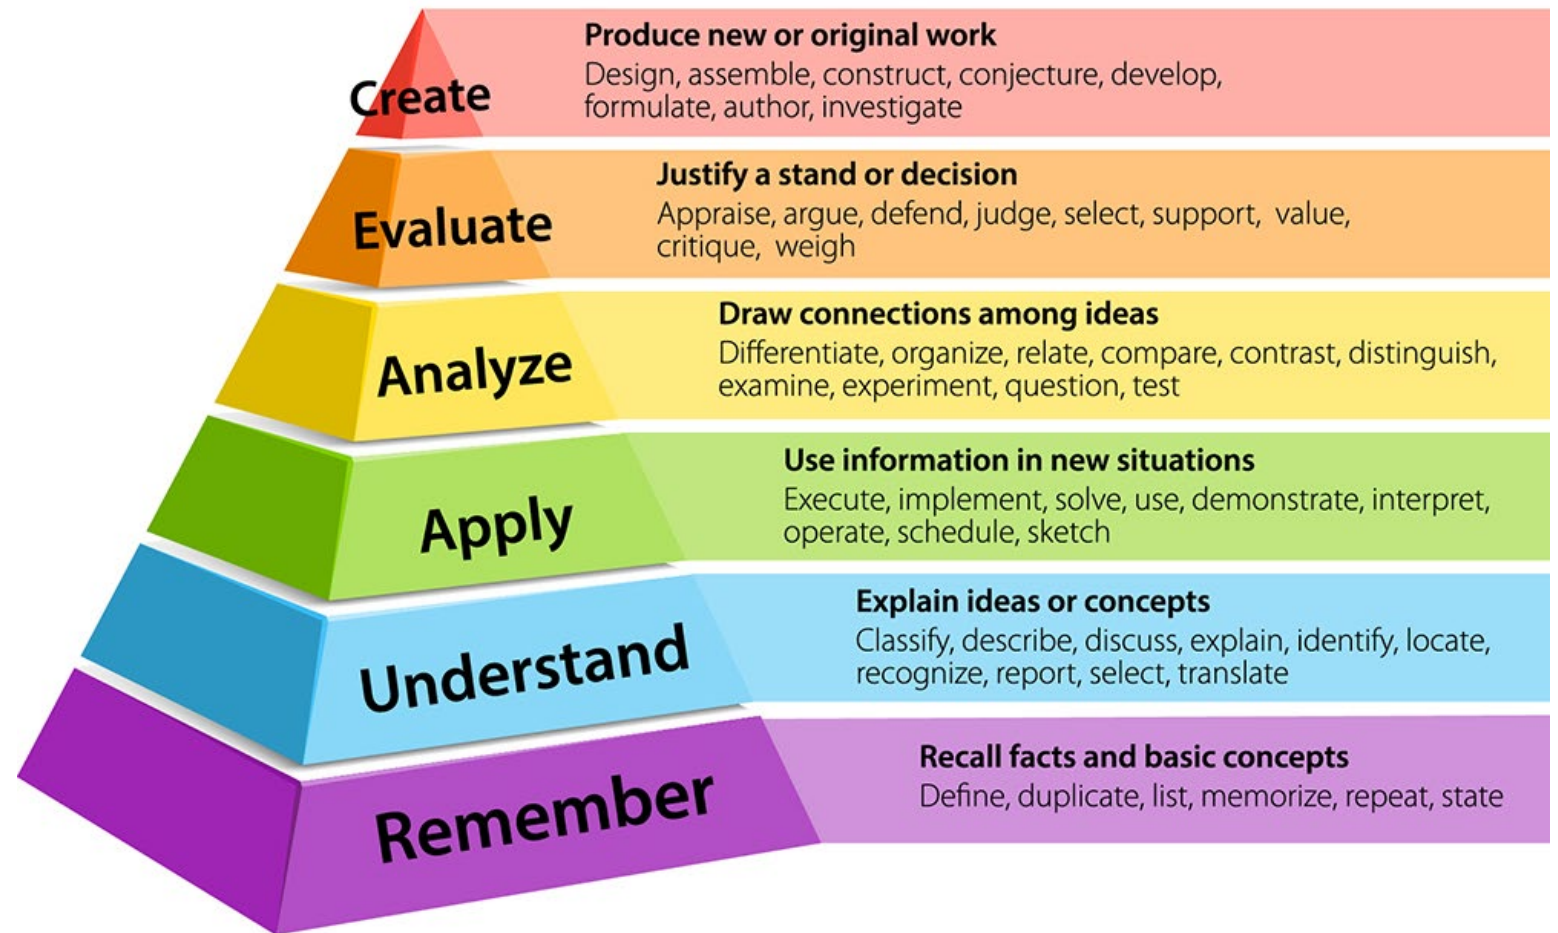 Create
Produce new or original work
Design, assemble, construct, conjecture, develop,
formulate, author, investigate
Evaluate
Justify a stand or decision
Appraise, argue, defend, judge, select, support, value,
critique, weigh
Analyze
Draw connections among ideas
Differentiate, organize, relate, compare, contrast, distinguish,
examine, experiment, question, test
Apply
Use information in new situations
Execute, implement, solve, use, demonstrate, interpret,
operate, schedule, sketch
Understand
Explain ideas or concepts
Classify, describe, discuss, explain, identify, locate,
recognize, report, select, translate
Remember
Recall facts and basic concepts
Define, duplicate, list, memorize, repeat, state